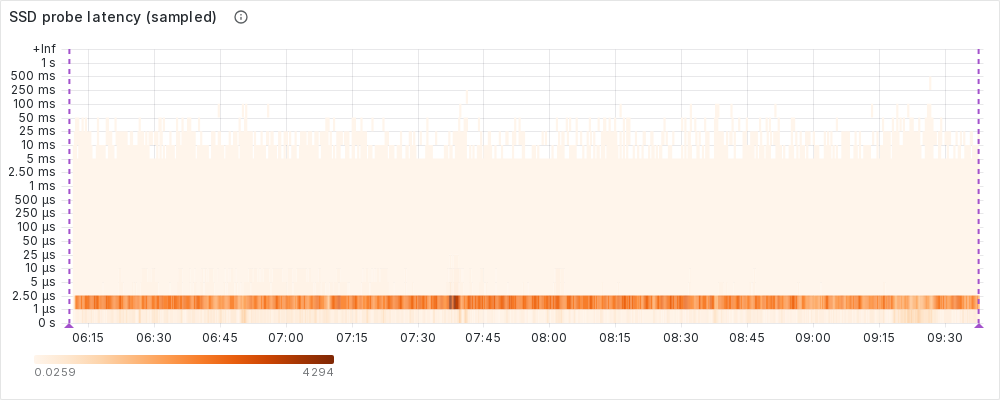 SSD probe latency (sampled)
+Inf
1 s
500 ms
250 ms
100 ms
50 ms
25 ms
10 ms
5 ms
2.50 ms
1 ms
500 µs
250 µs
100 µs
50 µs
25 µs
10 µs
5 µs
2.50 µs
1 µs
0 s
06:15 06:30 06:45 07:00 07:15 07:30 07:45 08:00 08:15 08:30 08:45 09:00 09:15 09:30
0.0259 4294